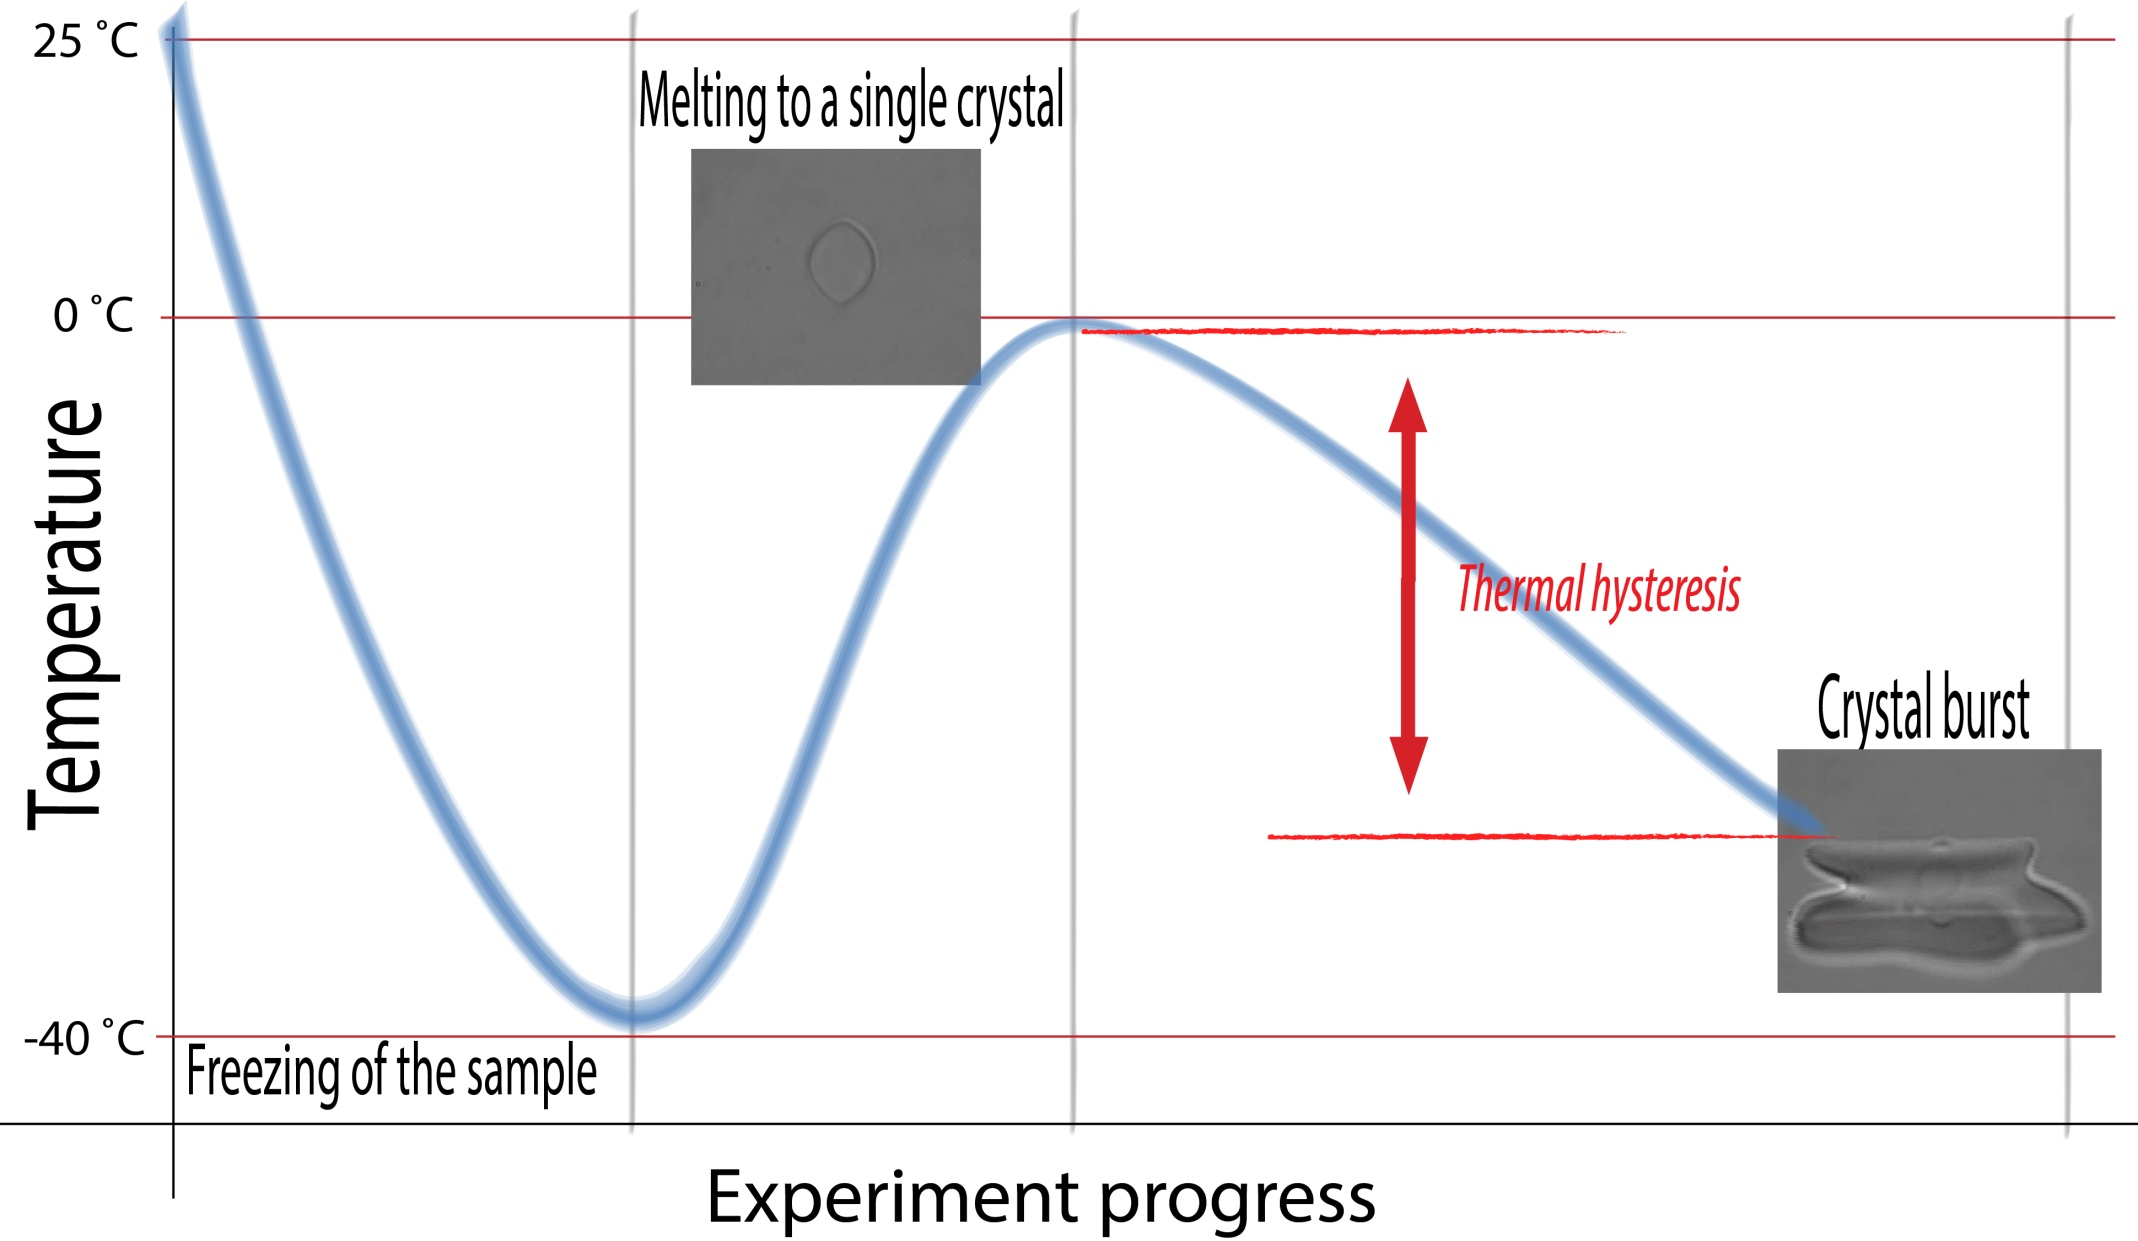 25 °C
Melting to a single crystal
0 °C
Temperature
Thermal hysteresis
Crystal burst
-40 °C
Freezing of the sample
Experiment progress